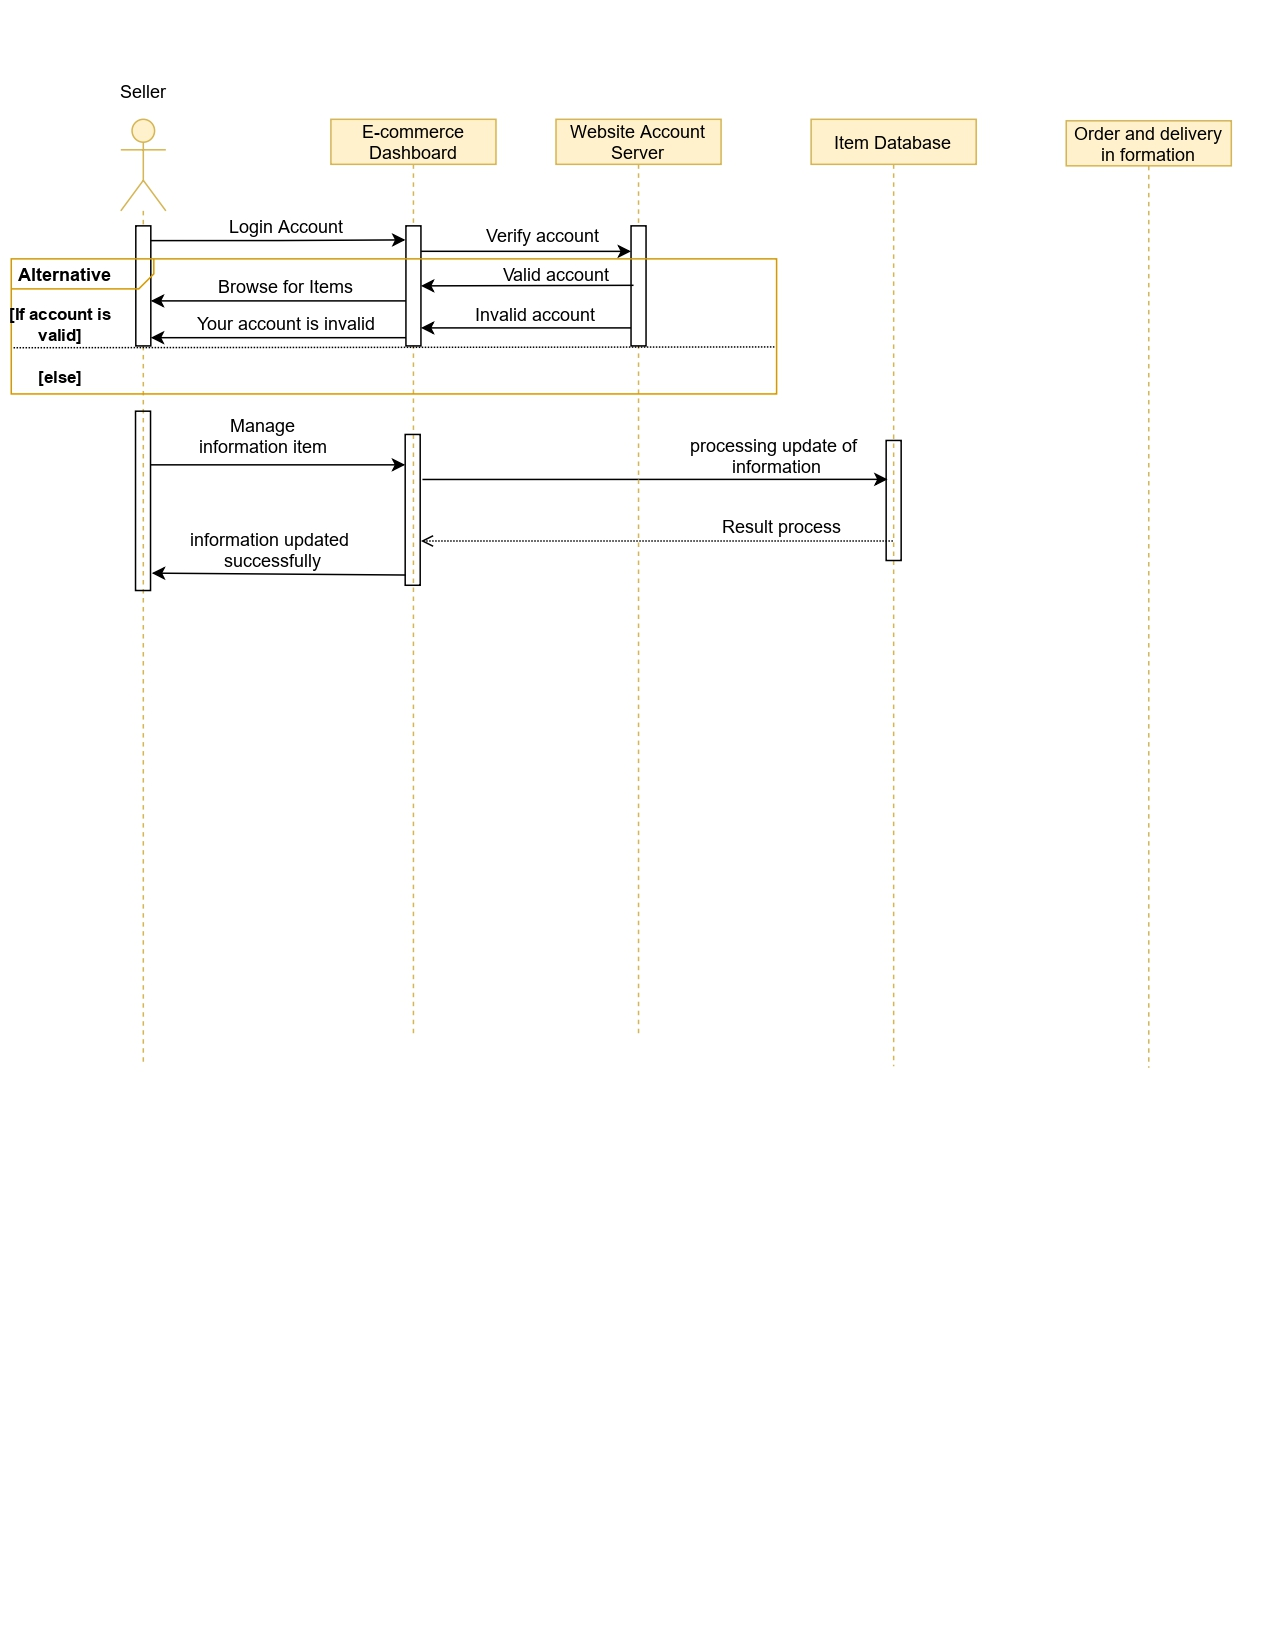 Seller
E-commerce
Dashboard
Website Account
Server
Item Database
Order and delivery
in formation
Login Account
Verify account
Alternative
Valid account
Browse for Items
[If account is
valid]
Invalid account
Your account is invalid
[else]
Manage
information item
processing update of
information
Result process
information updated
successfully